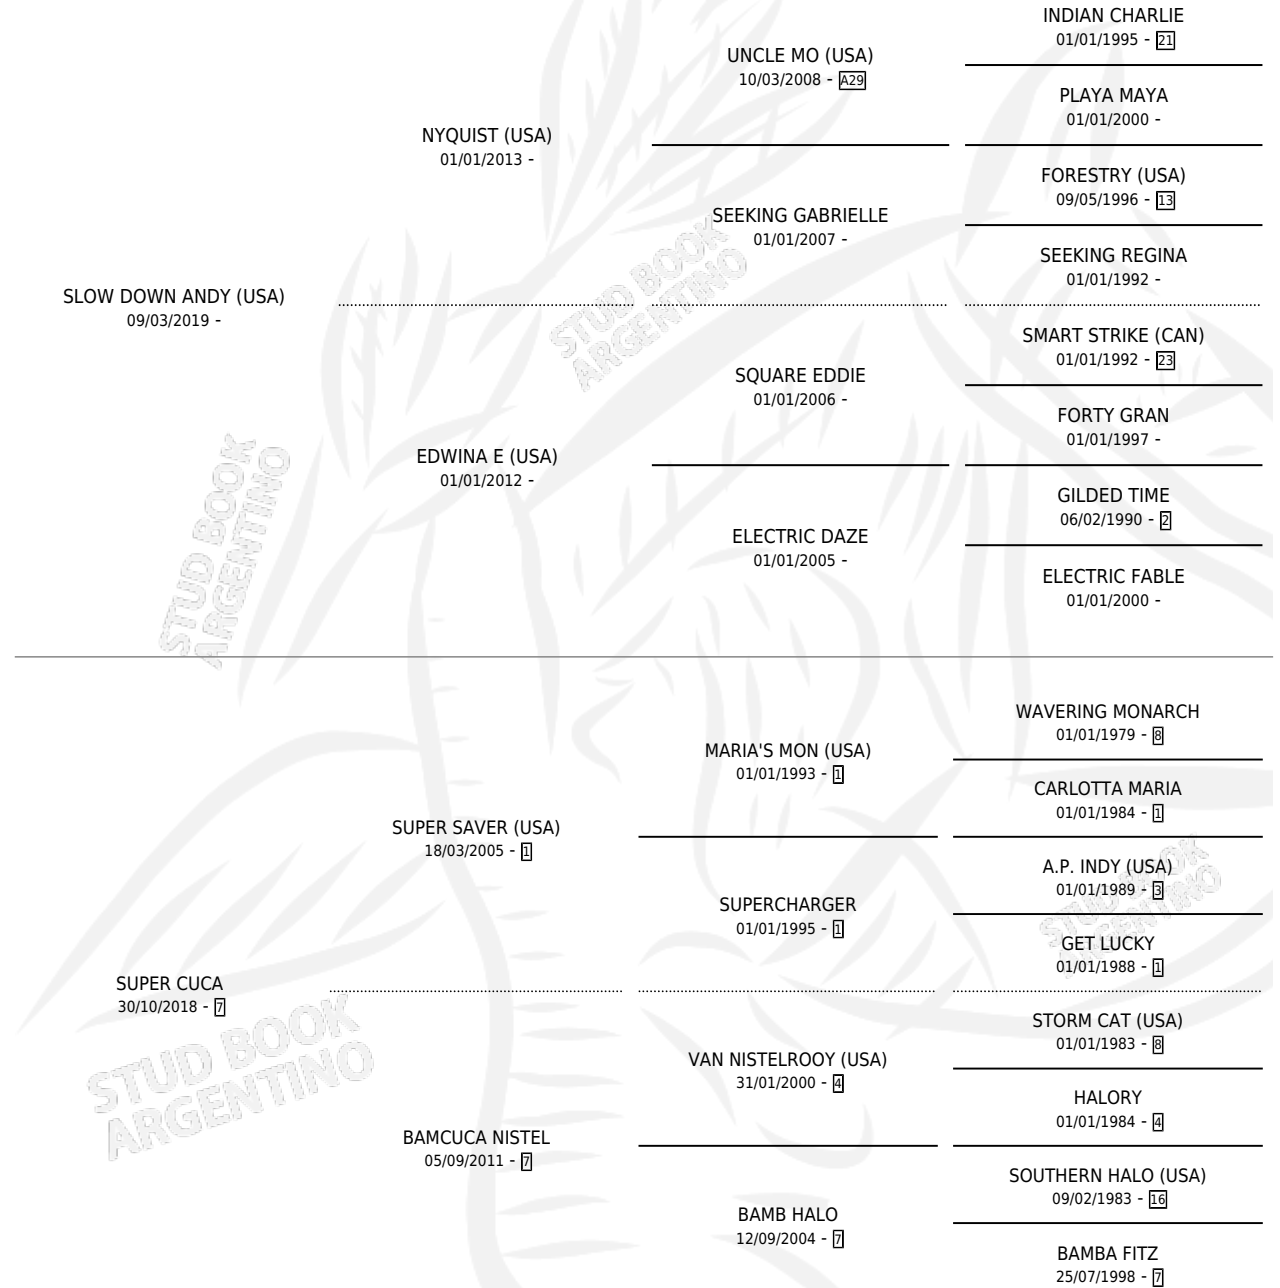 INDIAN CHARLIE
01/01/1995 - 21
UNCLE MO (USA)
10/03/2008 - A29
PLAYA MAYA
01/01/2000 -
NYQUIST (USA)
01/01/2013 -
FORESTRY (USA)
09/05/1996 - 13
SEEKING GABRIELLE
01/01/2007 -
SEEKING REGINA
01/01/1992 -
SLOW DOWN ANDY (USA)
09/03/2019 -
STUD BOOK
ARGENTINO
SMART STRIKE (CAN)
01/01/1992 - 23
SQUARE EDDIE
01/01/2006 -
FORTY GRAN
01/01/1997 -
EDWINA E (USA)
01/01/2012 -
GILDED TIME
06/02/1990 - 2
ELECTRIC DAZE
01/01/2005 -
ELECTRIC FABLE
01/01/2000 -
STUD BOOK
ARGENTINO
WAVERING MONARCH
01/01/1979 - 8
MARIA'S MON (USA)
01/01/1993 - 1
CARLOTTA MARIA
01/01/1984 - 1
SUPER SAVER (USA)
18/03/2005 - 1
A.P. INDY (USA)
01/01/1989 - 3
SUPERCHARGER
01/01/1995 - 1
STUD BOOK
ARGENTINO
GET LUCKY
01/01/1988 - 1
SUPER CUCA
30/10/2018 - 7
STORM CAT (USA)
01/01/1983 - 8
VAN NISTELROOY (USA)
31/01/2000 - 4
STUD BOOK
ARGENTINO
HALORY
01/01/1984 - 4
BAMCUCA NISTEL
05/09/2011 - 7
SOUTHERN HALO (USA)
09/02/1983 - 16
BAMB HALO
12/09/2004 - 7
BAMBA FITZ
25/07/1998 - 7